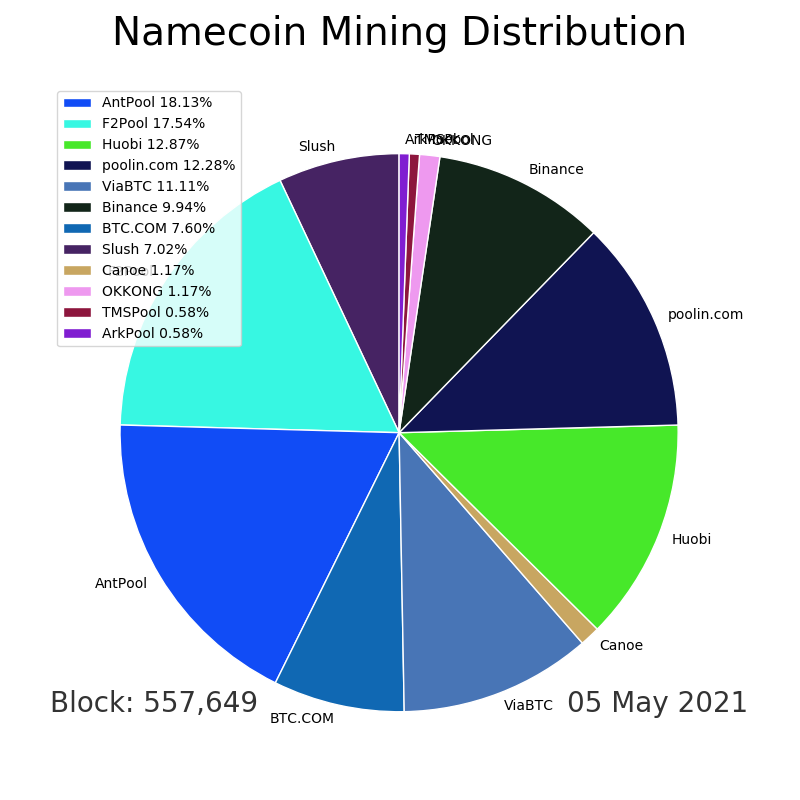 Namecoin Mining Distribution
AntPool 18.13%
F2Pool 17.54%
Huobi 12.87%
poolin.com 12.28%
ViaBTC 11.11%
Binance 9.94%
BTC.COM 7.60%
Slush 7.02%
Canoe 1.17%
OKKONG 1.17%
TMSPool 0.58%
ArkPool 0.58%
Slush
ArkPool
TMSPool
OKKONG
Binance
poolin.com
Huobi
Canoe
ViaBTC
BTC.COM
AntPool
Block: 557,649
05 May 2021